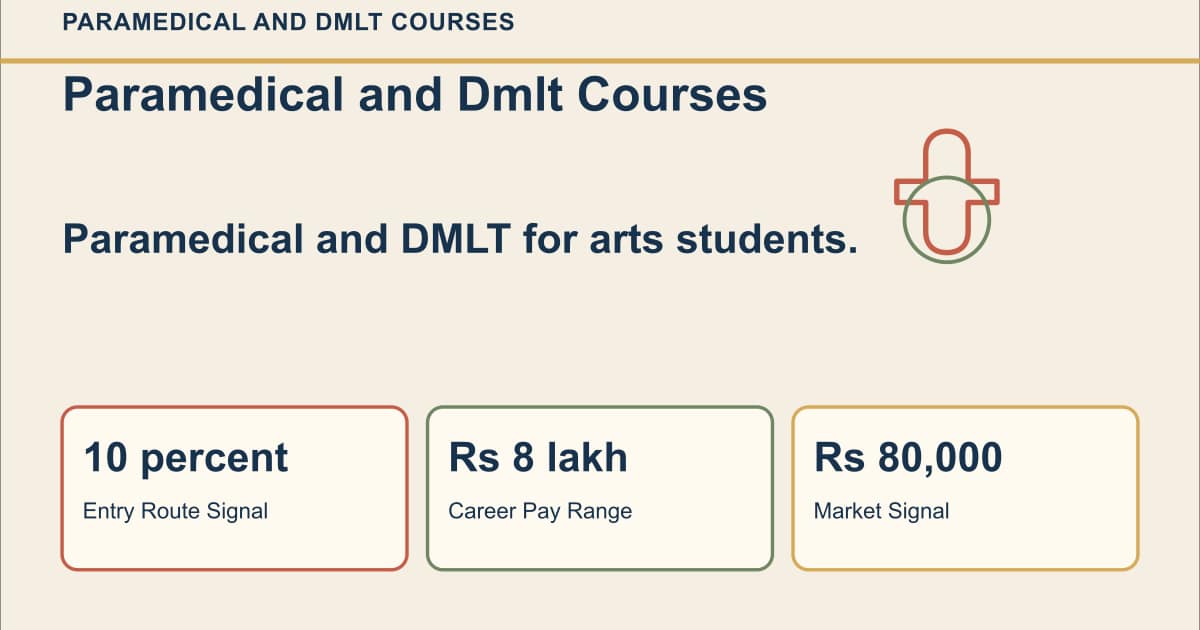 PARAMEDICAL AND DMLT COURSES
Paramedical and Dmlt Courses
Paramedical and DMLT for arts students.
10 percent
Entry Route Signal
Rs 8 lakh
Career Pay Range
Rs 80,000
Market Signal